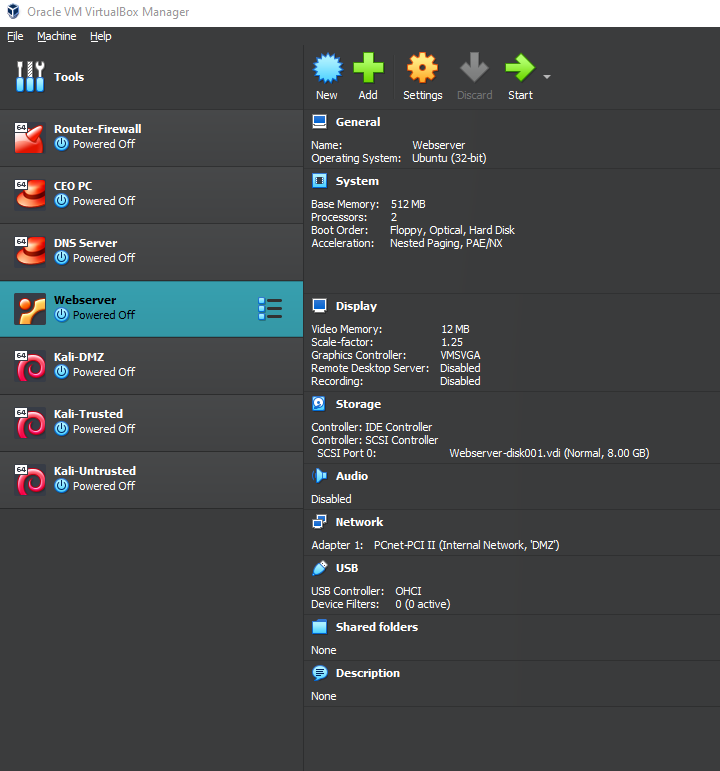 Oracle VM VirtualBox Manager
File Machine Help
Tools
New Add Settings Discard Start
64 Router-Firewall
Powered Off
64 CEO PC
Powered Off
64 DNS Server
Powered Off
Webserver
Powered Off
64 Kali-DMZ
Powered Off
64 Kali-Trusted
Powered Off
64 Kali-Untrusted
Powered Off
General
Name: Webserver
Operating System: Ubuntu (32-bit)
System
Base Memory: 512 MB
Processors: 2
Boot Order: Floppy, Optical, Hard Disk
Acceleration: Nested Paging, PAE/NX
Display
Video Memory: 12 MB
Scale-factor: 1.25
Graphics Controller: VMSVGA
Remote Desktop Server: Disabled
Recording: Disabled
Storage
Controller: IDE Controller
Controller: SCSI Controller
SCSI Port 0: Webserver-disk001.vdi (Normal, 8.00 GB)
Audio
Disabled
Network
Adapter 1: PCnet-PCI II (Internal Network, 'DMZ')
USB
USB Controller: OHCI
Device Filters: 0 (0 active)
Shared folders
None
Description
None